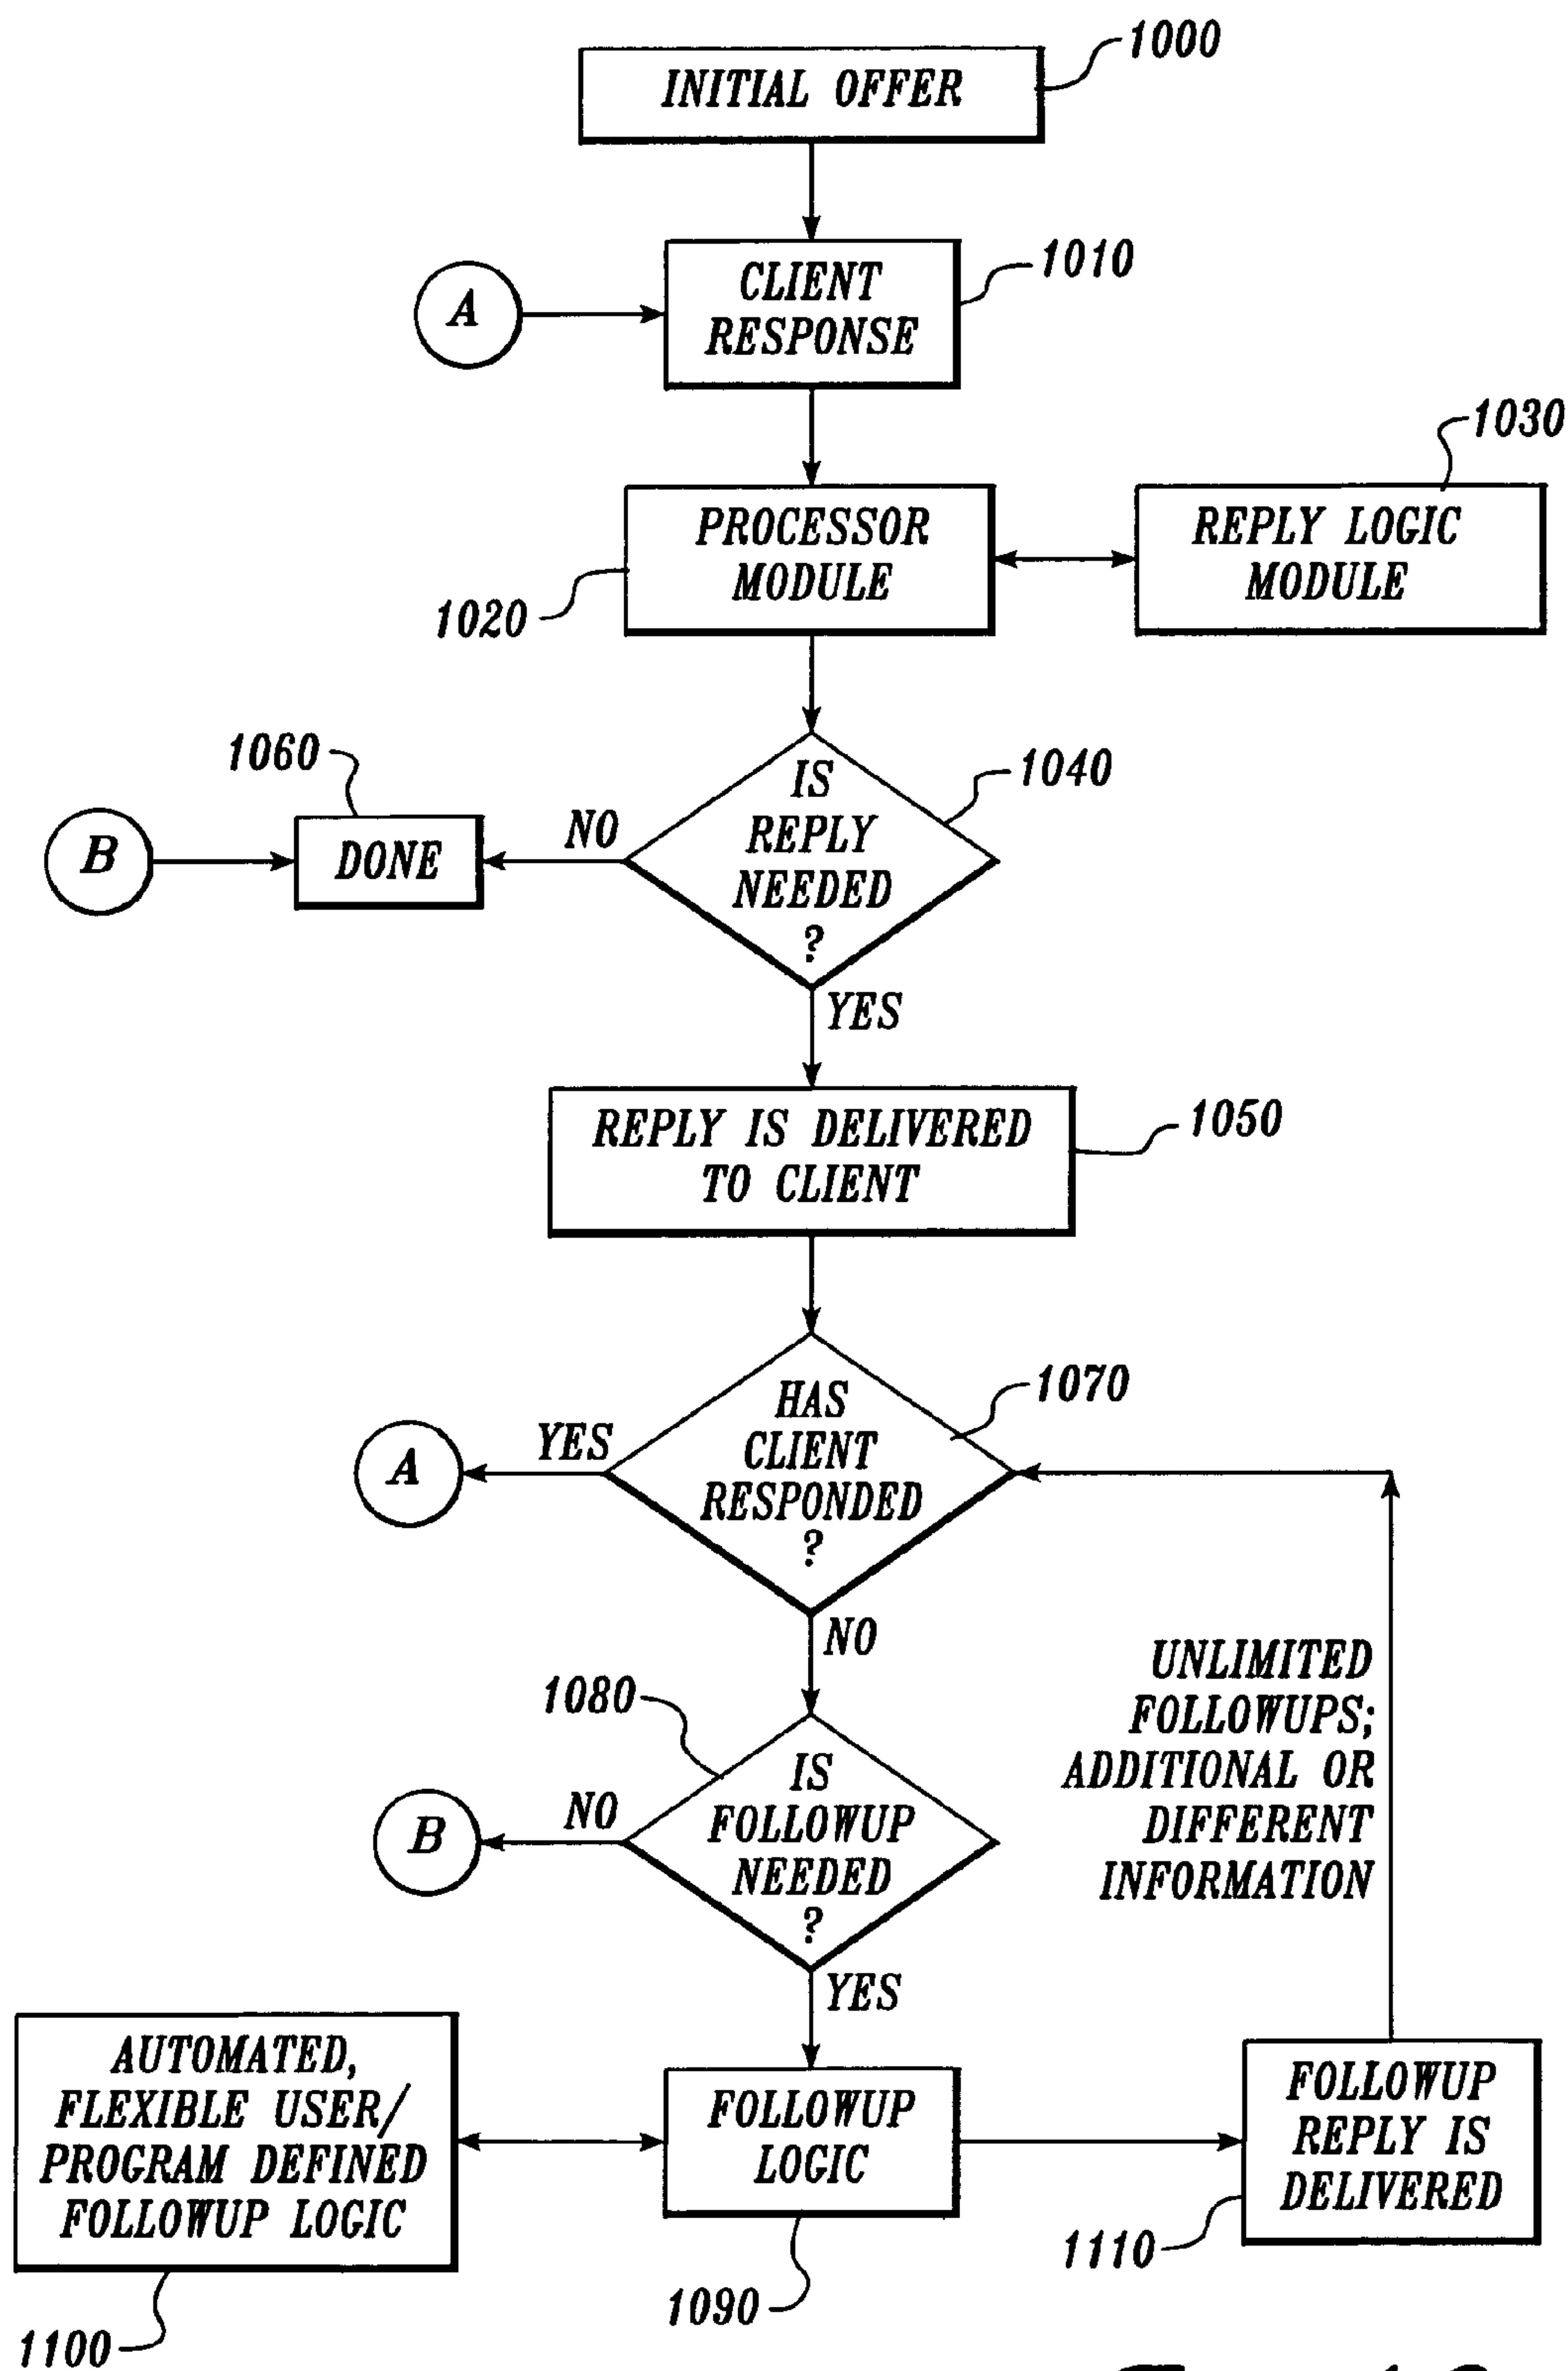 1000
INITIAL OFFER
1010
CLIENT
RESPONSE
A
1030
PROCESSOR
MODULE
REPLY LOGIC
MODULE
1020
1060
1040
IS
REPLY
NEEDED
?
NO
DONE
B
YES
1050
REPLY IS DELIVERED
TO CLIENT
1070
HAS
CLIENT
RESPONDED
?
YES
A
NO
UNLIMITED
FOLLOWUPS;
ADDITIONAL OR
DIFFERENT
INFORMATION
1080
IS
FOLLOWUP
NEEDED
?
NO
B
YES
AUTOMATED,
FLEXIBLE USER/
PROGRAM DEFINED
FOLLOWUP LOGIC
FOLLOWUP
LOGIC
FOLLOWUP
REPLY IS
DELIVERED
1110
1090
1100